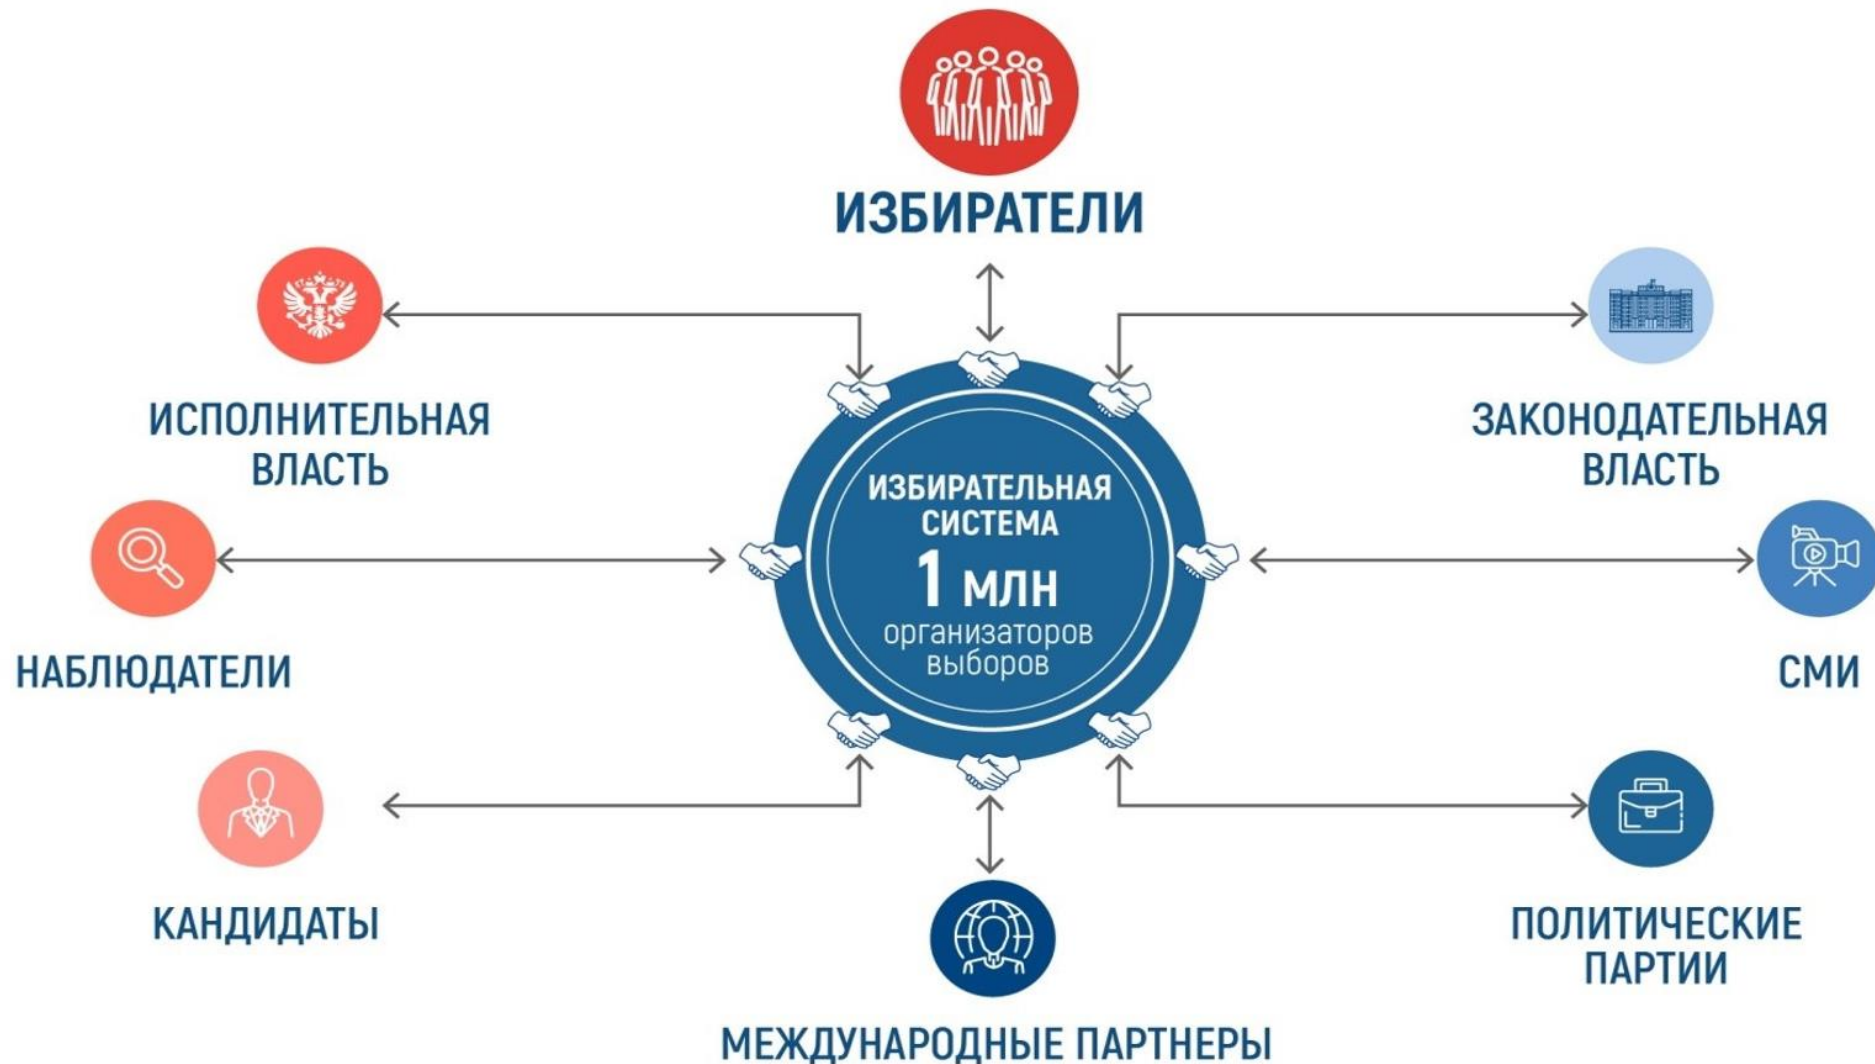 ИЗБИРАТЕЛИ
ИСПОЛНИТЕЛЬНАЯ
ВЛАСТЬ
ЗАКОНОДАТЕЛЬНАЯ
ВЛАСТЬ
ИЗБИРАТЕЛЬНАЯ
СИСТЕМА
1 МЛН
организаторов
выборов
НАБЛЮДАТЕЛИ
СМИ
КАНДИДАТЫ
ПОЛИТИЧЕСКИЕ
ПАРТИИ
МЕЖДУНАРОДНЫЕ ПАРТНЕРЫ